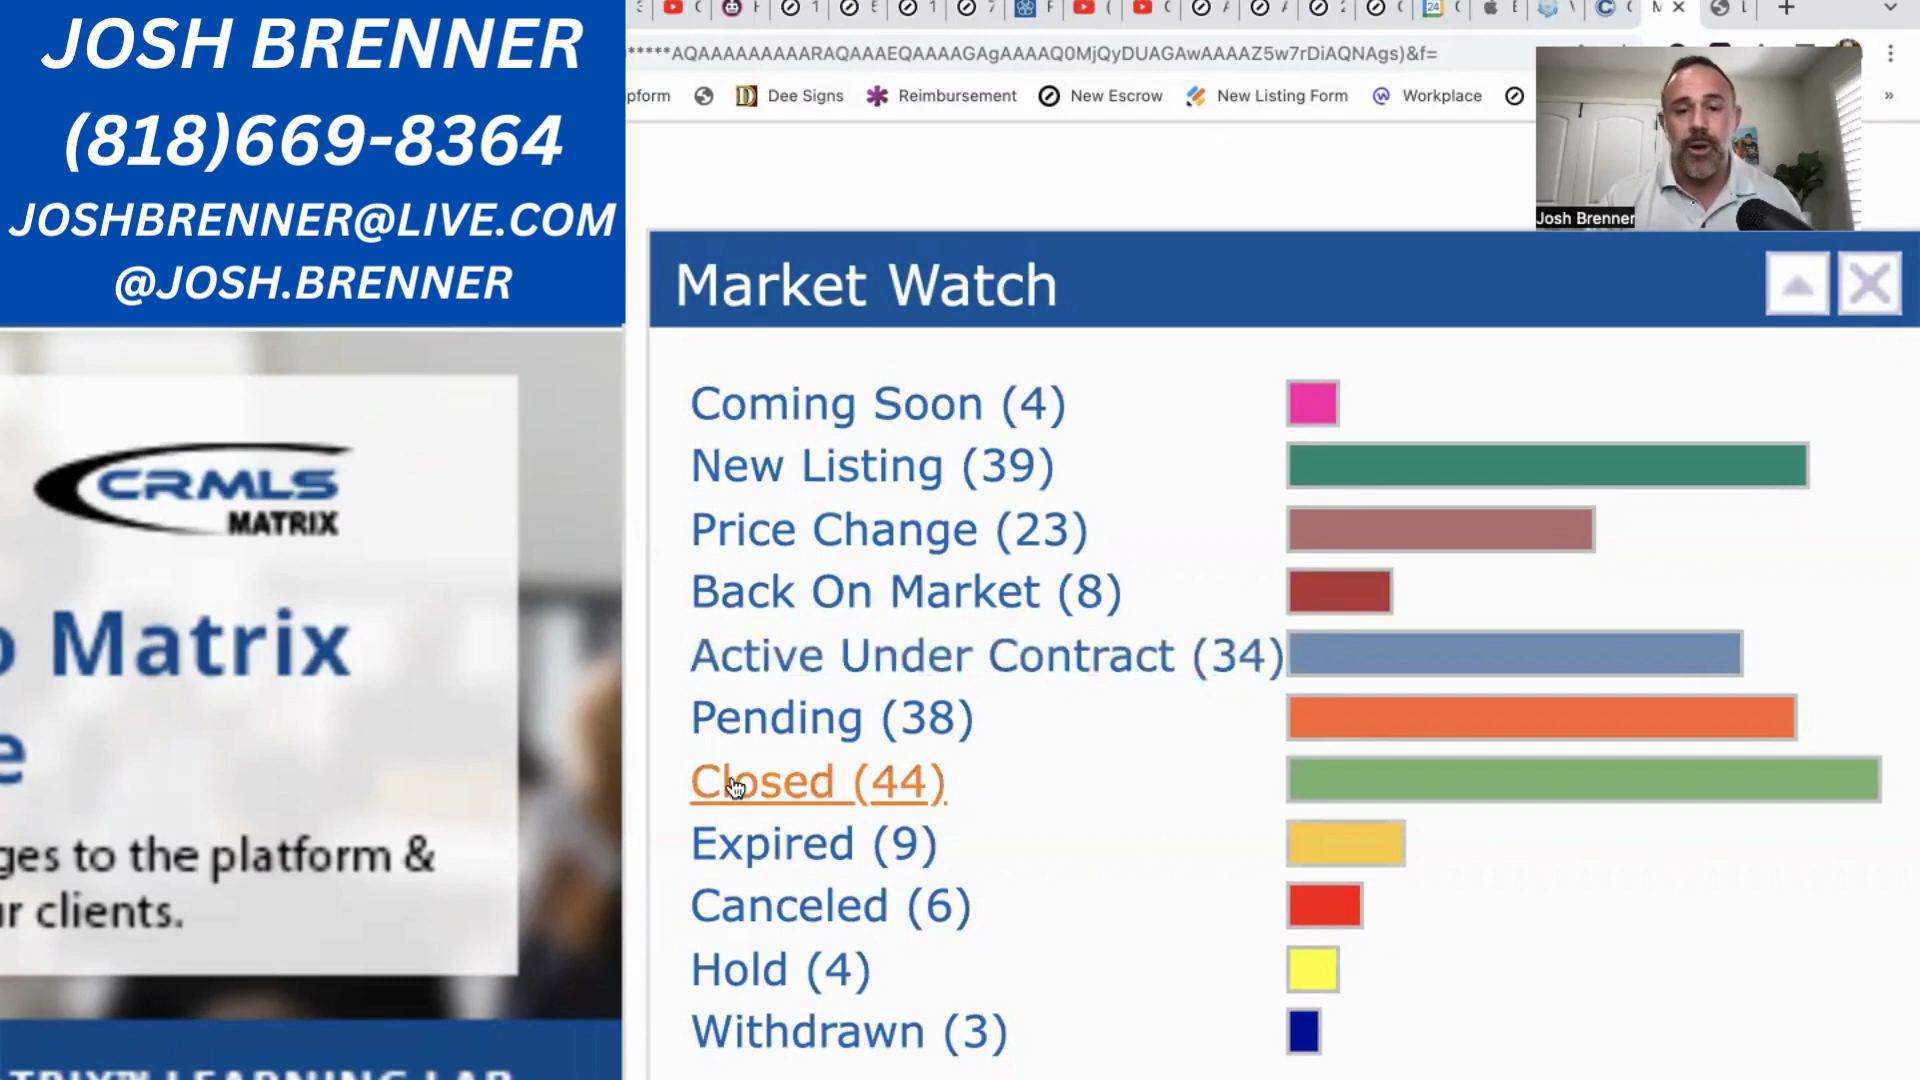 JOSH BRENNER
(818)669-8364
JOSHBRENNER@LIVE.COM
@JOSH.BRENNER
*****AQAAAAAAAAARAQAAAEQAAAAGAgAAAAQ0MjQyDUAGAwAAAAZ5w7rDiAQNAgs)&f=
pform
Dee Signs
Reimbursement
New Escrow
New Listing Form
Workplace
»
Josh Brenner
Market Watch
Coming Soon (4)
New Listing (39)
Price Change (23)
Back On Market (8)
Active Under Contract (34)
Pending (38)
Closed (44)
Expired (9)
Canceled (6)
Hold (4)
Withdrawn (3)
CRMLS
MATRIX
Matrix
e
ges to the platform &
ur clients.